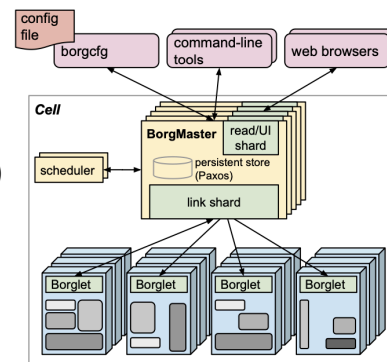 config
file
borgcfg
command-line
tools
web browsers
Cell
BorgMaster
read/UI
shard
persistent store
(Paxos)
scheduler
link shard
Borglet
Borglet
Borglet
Borglet